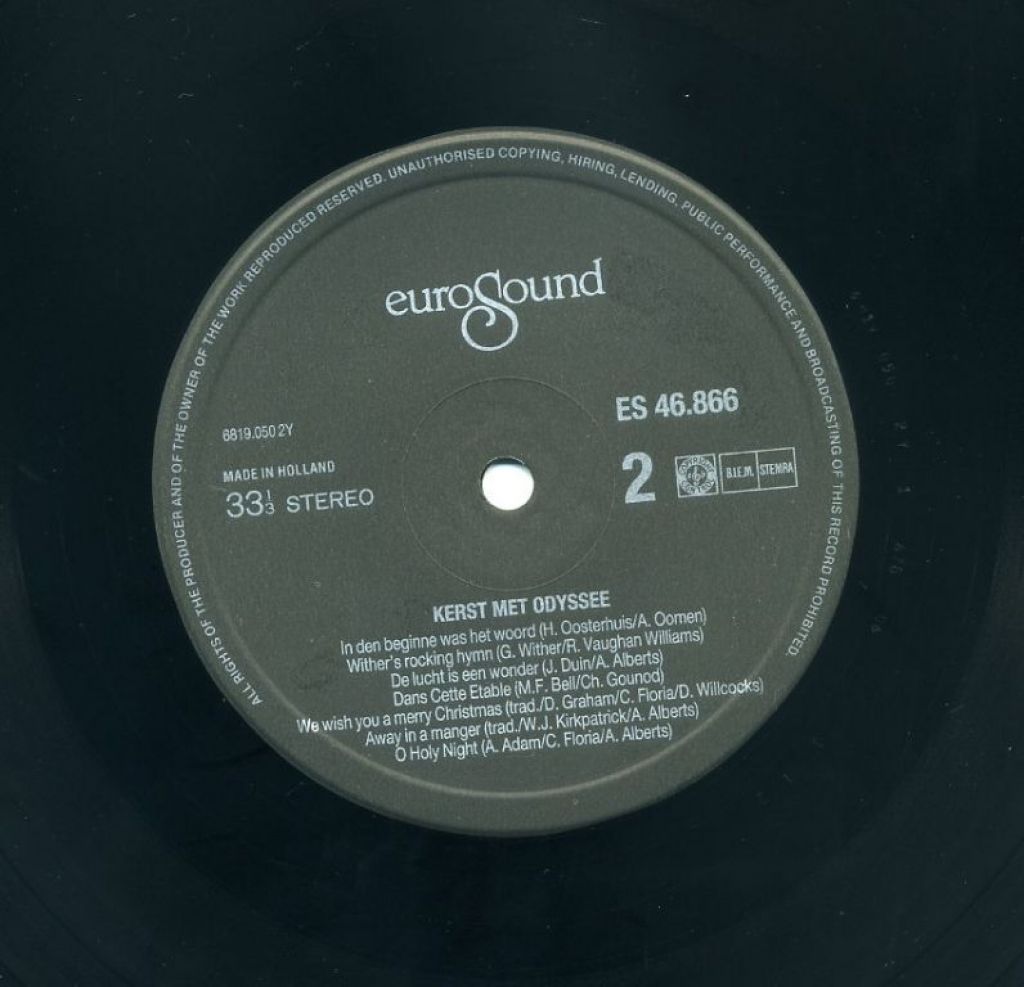 ALL RIGHTS OF THE PRODUCER AND OF THE OWNER OF THE WORK REPRODUCED RESERVED. UNAUTHORISED COPYING, HIRING, LENDING, PUBLIC PERFORMANCE AND BROADCASTING OF THIS RECORD PROHIBITED.
euroSound
ES 46.866
6819.050 2Y
MADE IN HOLLAND
33 1/3 STEREO
2
B.I.E.M. STEMRA
KERST MET ODYSSEE
In den beginne was het woord (H. Oosterhuis/A. Oomen)
Wither's rocking hymn (G. Wither/R. Vaughan Williams)
De lucht is een wonder (J. Duin/A. Alberts)
Dans Cette Etable (M.F. Bell/Ch. Gounod)
We wish you a merry Christmas (trad./D. Graham/C. Floria/D. Willcocks)
Away in a manger (trad./W.J. Kirkpatrick/A. Alberts)
O Holy Night (A. Adam/C. Floria/A. Alberts)